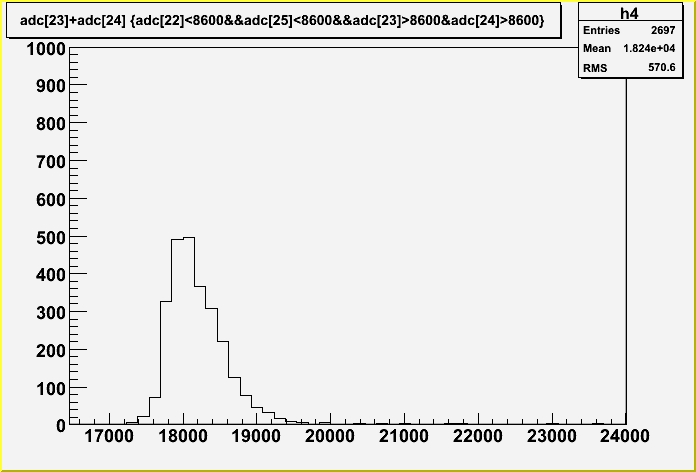 adc[23]+adc[24] {adc[22]<8600&&adc[25]<8600&&adc[23]>8600&adc[24]>8600}
h4
Entries 2697
Mean 1.824e+04
RMS 570.6
1000
900
800
700
600
500
400
300
200
100
0
17000 18000 19000 20000 21000 22000 23000 24000